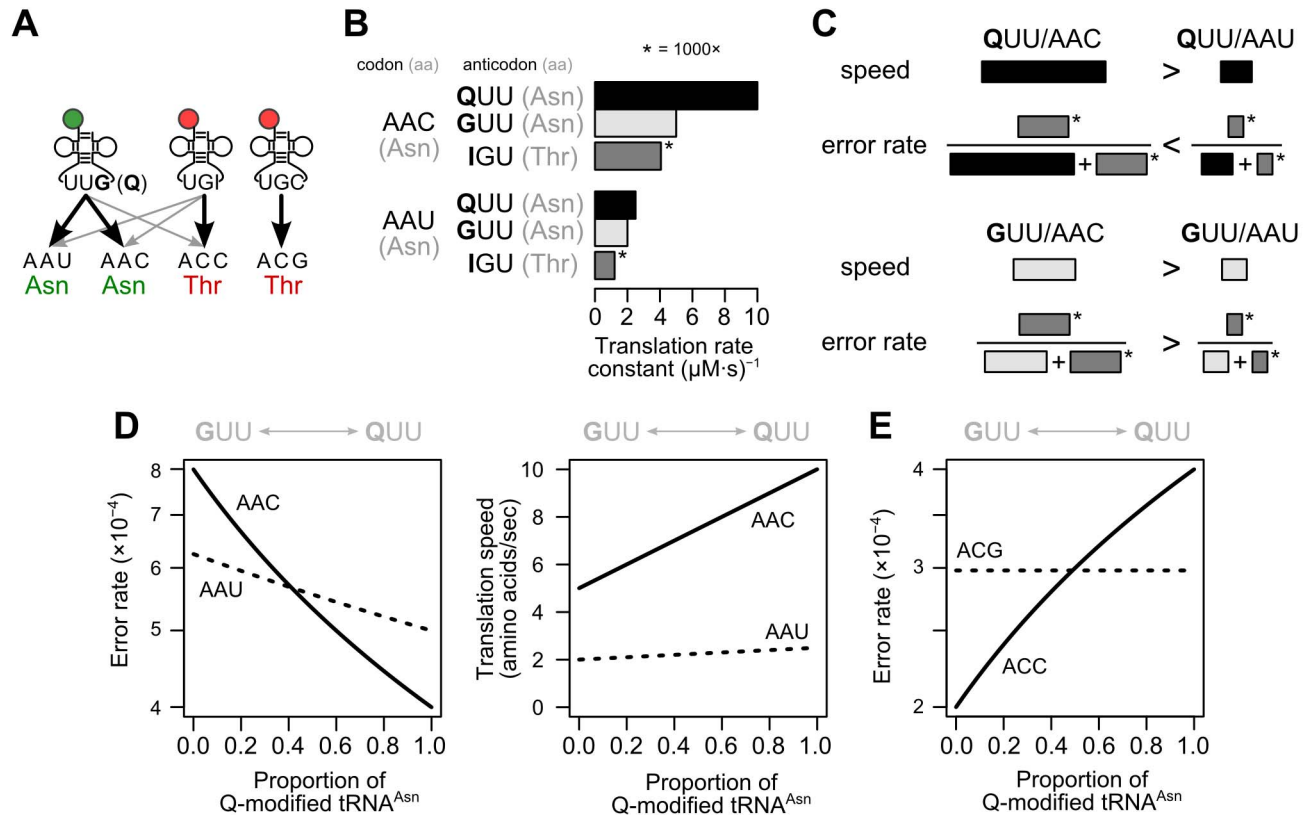 A
UUG (Q)
UGI
UGC
AAU
AAC
ACC
ACG
Asn
Asn
Thr
Thr
B
* = 1000×
codon (aa)
anticodon (aa)
AAC
(Asn)
QUU (Asn)
GUU (Asn)
IGU (Thr)
*
AAU
(Asn)
QUU (Asn)
GUU (Asn)
IGU (Thr)
*
0 2 4 6 8 10
Translation rate
constant (μM·s)⁻¹
C
QUU/AAC
QUU/AAU
speed
>
error rate
*
<
*
+ *
+ *
GUU/AAC
GUU/AAU
speed
>
error rate
*
>
*
+ *
+ *
D
GUU QUU
Error rate (×10⁻⁴)
8
7
6
5
4
AAC
AAU
0.0 0.2 0.4 0.6 0.8 1.0
Proportion of
Q-modified tRNAᴬˢⁿ
GUU QUU
Translation speed
(amino acids/sec)
10
8
6
4
2
0
AAC
AAU
0.0 0.2 0.4 0.6 0.8 1.0
Proportion of
Q-modified tRNAᴬˢⁿ
E
GUU QUU
Error rate (×10⁻⁴)
4
3
2
ACG
ACC
0.0 0.2 0.4 0.6 0.8 1.0
Proportion of
Q-modified tRNAᴬˢⁿ